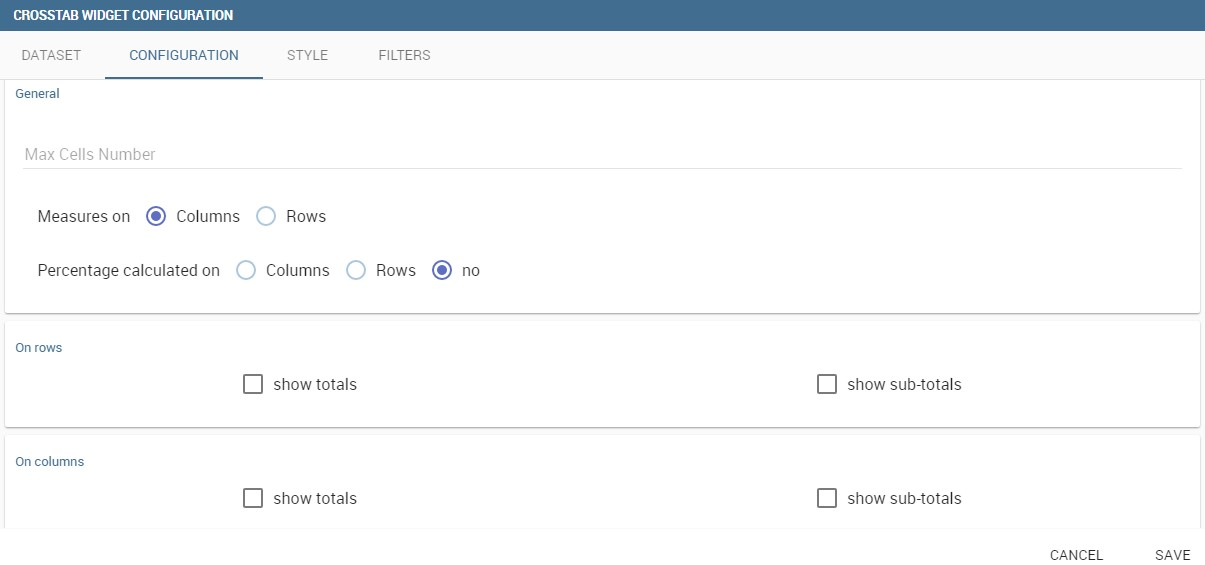 CROSSTAB WIDGET CONFIGURATION
DATASET CONFIGURATION STYLE FILTERS
General
Max Cells Number
Measures on Columns Rows
Percentage calculated on Columns Rows no
On rows
show totals show sub-totals
On columns
show totals show sub-totals
CANCEL SAVE